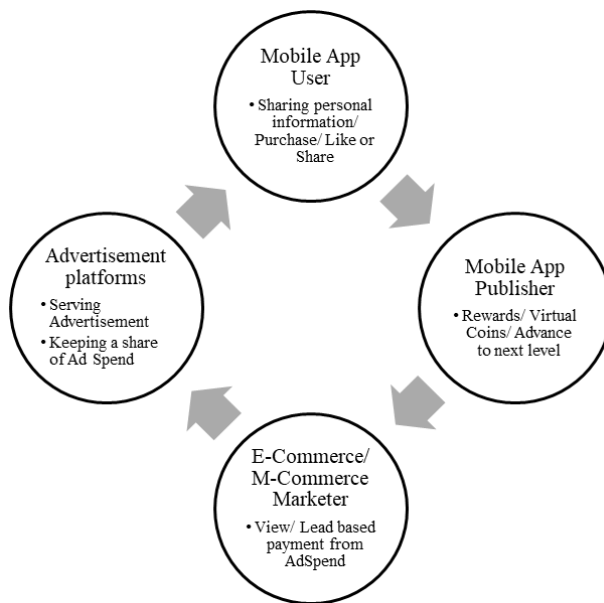 Mobile App
User
• Sharing personal
information/
Purchase/ Like or
Share
Advertisement
platforms
• Serving
Advertisement
• Keeping a share
of Ad Spend
Mobile App
Publisher
• Rewards/ Virtual
Coins/ Advance
to next level
E-Commerce/
M-Commerce
Marketer
• View/ Lead based
payment from
AdSpend